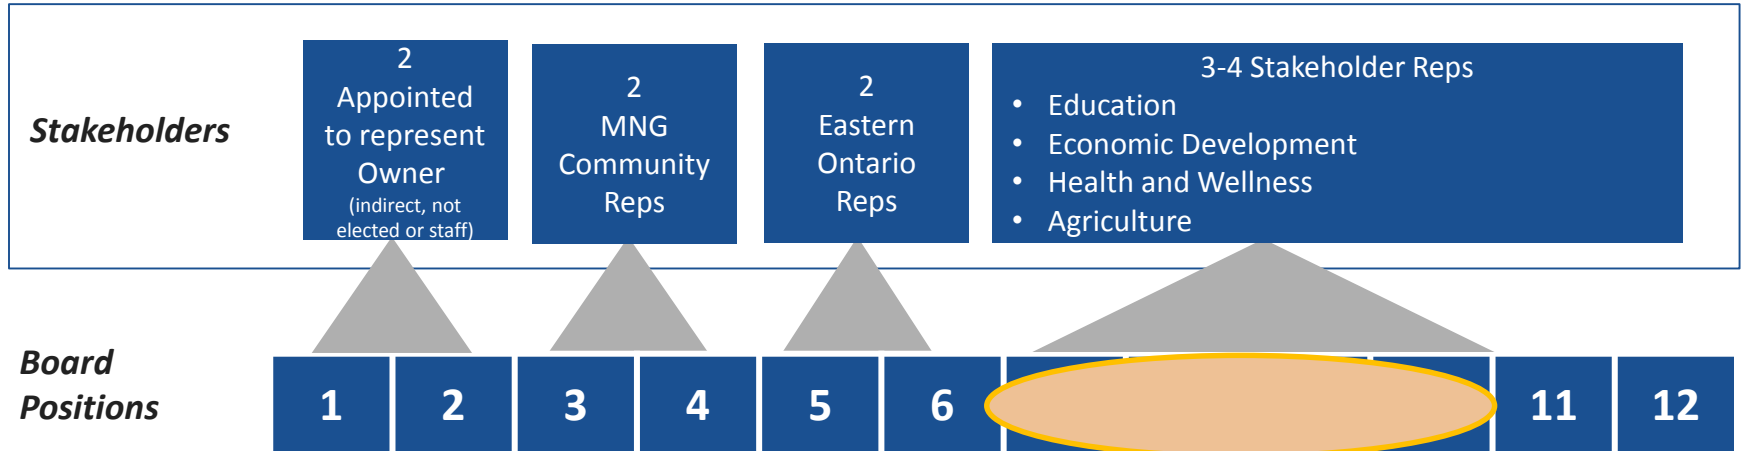 Stakeholders
2
Appointed
to represent
Owner
(indirect, not
elected or staff)
2
MNG
Community
Reps
2
Eastern
Ontario
Reps
3-4 Stakeholder Reps
• Education
• Economic Development
• Health and Wellness
• Agriculture
Board
Positions
1 2 3 4 5 6 11 12